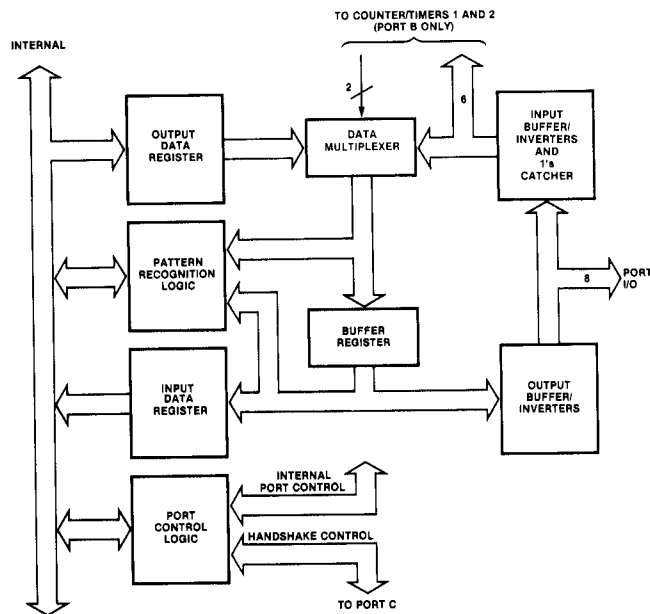 TO COUNTER/TIMERS 1 AND 2
(PORT B ONLY)
INTERNAL
2
6
OUTPUT
DATA
REGISTER
DATA
MULTIPLEXER
INPUT
BUFFER/
INVERTERS
AND
1's
CATCHER
PATTERN
RECOGNITION
LOGIC
8
PORT
I/O
BUFFER
REGISTER
INPUT
DATA
REGISTER
OUTPUT
BUFFER/
INVERTERS
PORT
CONTROL
LOGIC
INTERNAL
PORT CONTROL
HANDSHAKE CONTROL
TO PORT C